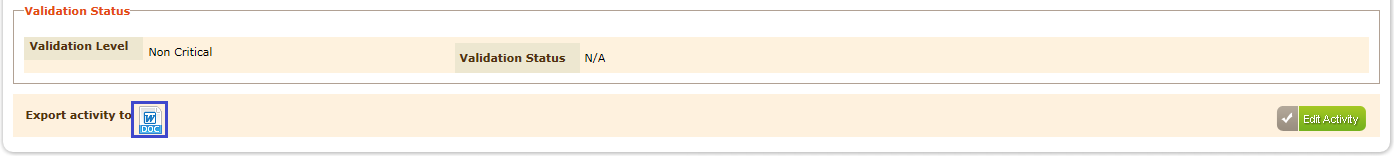 Validation Status
Validation Level Non Critical Validation Status N/A
Export activity to W DOC Edit Activity